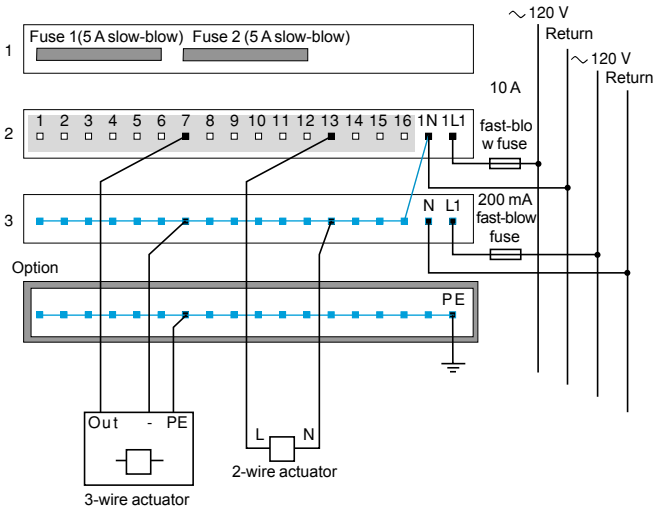 ~ 120 V
Return
~ 120 V
Return
1
Fuse 1(5 A slow-blow) Fuse 2 (5 A slow-blow)
10 A
fast-blo
w fuse
2
1 2 3 4 5 6 7 8 9 10 11 12 13 14 15 16 1N 1L1
3
N L1
200 mA
fast-blow
fuse
Option
PE
Out - PE
3-wire actuator
L N
2-wire actuator